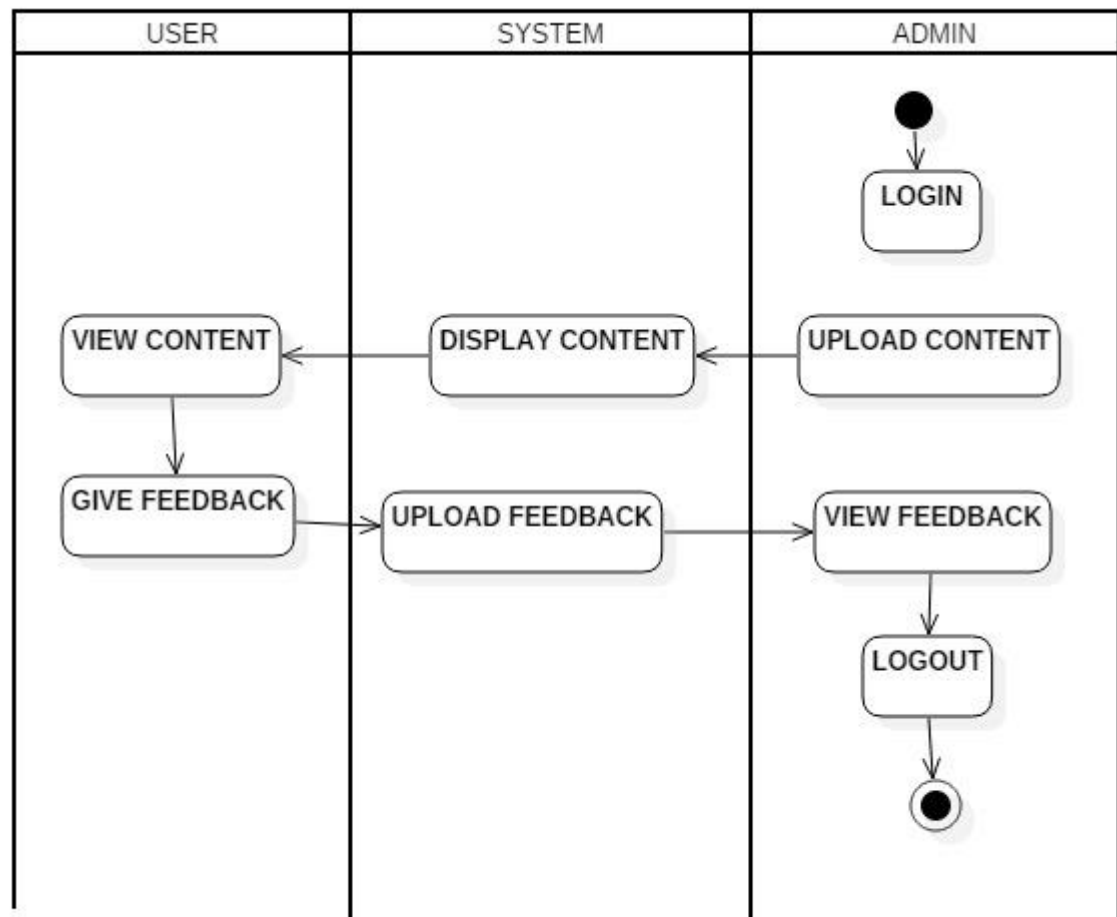 USER
SYSTEM
ADMIN
LOGIN
VIEW CONTENT
DISPLAY CONTENT
UPLOAD CONTENT
GIVE FEEDBACK
UPLOAD FEEDBACK
VIEW FEEDBACK
LOGOUT